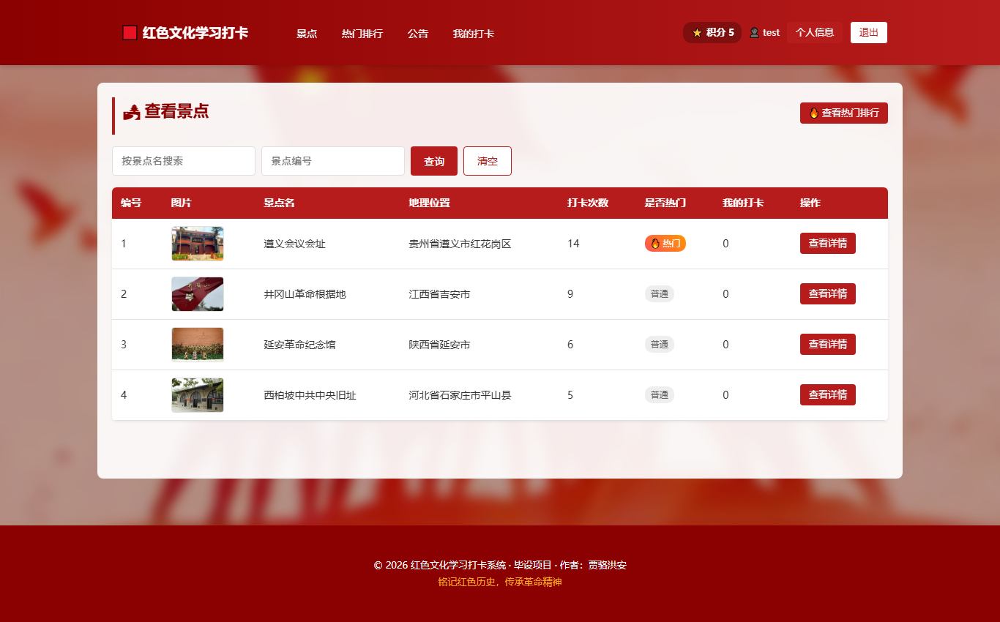 红色文化学习打卡
景点 热门排行 公告 我的打卡
积分 5 test 个人信息 退出
查看景点
查看热门排行
按景点名搜索 景点编号 查询 清空
编号 图片 景点名 地理位置 打卡次数 是否热门 我的打卡 操作
1 遵义会议会址 贵州省遵义市红花岗区 14 热门 0 查看详情
2 井冈山革命根据地 江西省吉安市 9 普通 0 查看详情
3 延安革命纪念馆 陕西省延安市 6 普通 0 查看详情
4 西柏坡中共中央旧址 河北省石家庄市平山县 5 普通 0 查看详情
© 2026 红色文化学习打卡系统 · 毕设项目 · 作者：贾骆洪安
铭记红色历史，传承革命精神